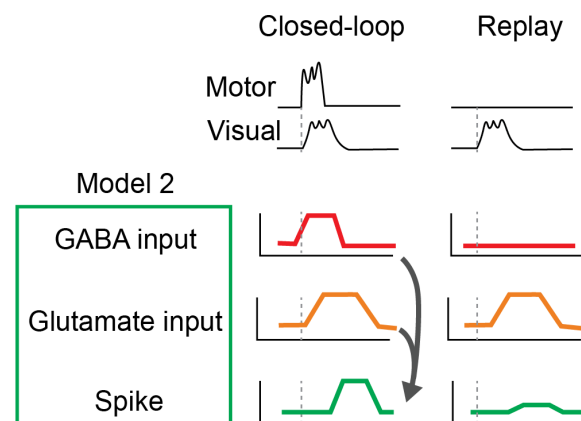 Closed-loop Replay
Motor
Visual
Model 2
GABA input
Glutamate input
Spike